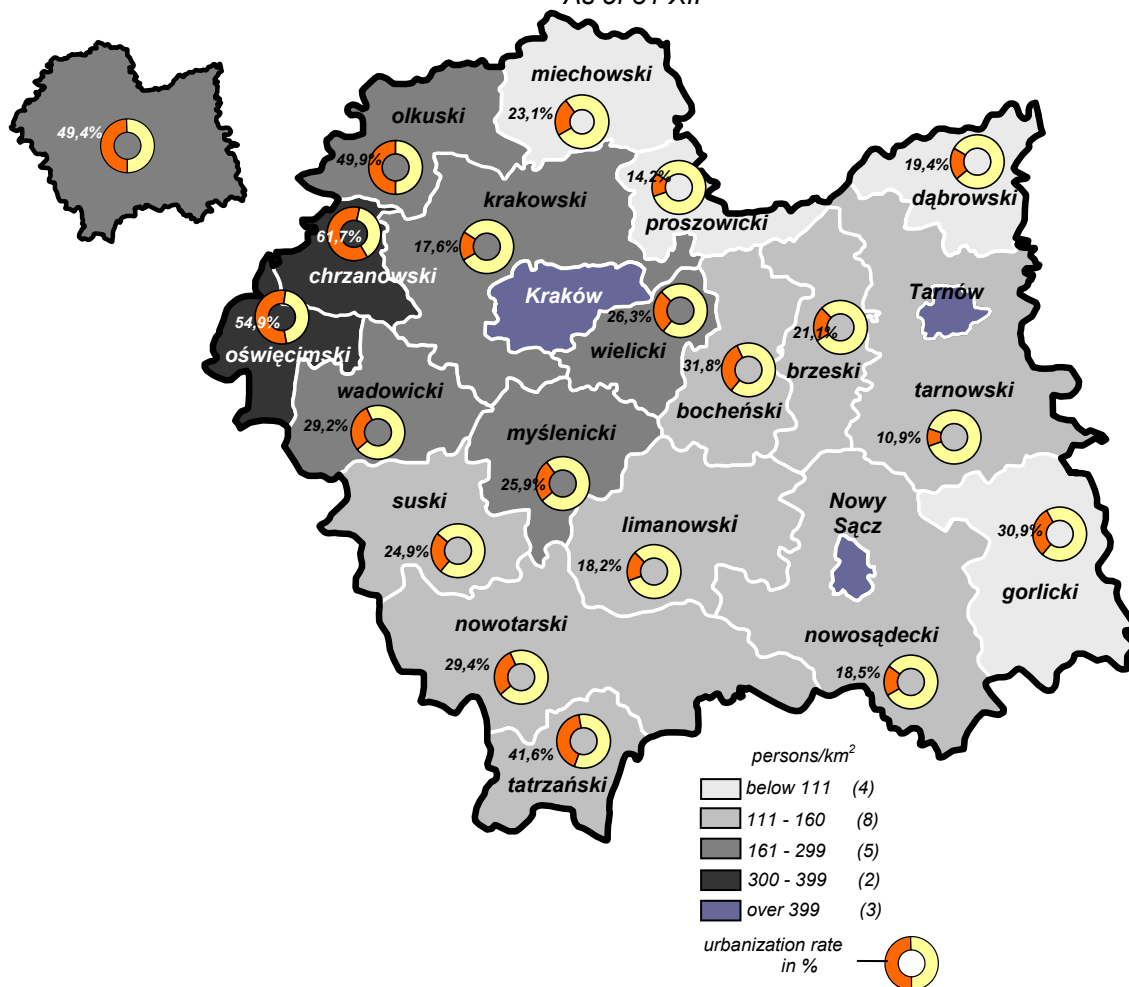 As of 31 XII
49,4%
miechowski
23,1%
olkuski
49,9%
14,2%
proszowicki
19,4%
dąbrowski
krakowski
17,6%
61,7%
chrzanowski
Kraków
Tarnów
54,9%
oświęcimski
26,3%
wielicki
21,1%
brzeski
31,8%
bocheński
wadowicki
29,2%
tarnowski
10,9%
myślenicki
25,9%
suski
24,9%
limanowski
18,2%
Nowy
Sącz
30,9%
gorlicki
nowotarski
29,4%
nowosądecki
18,5%
41,6%
tatrzański
persons/km²
below 111 (4)
111 - 160 (8)
161 - 299 (5)
300 - 399 (2)
over 399 (3)
urbanization rate
in %